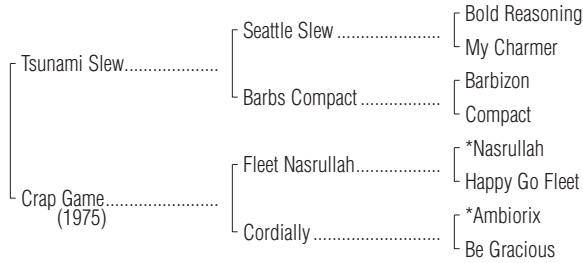 Bold Reasoning
Seattle Slew ....................
My Charmer
Tsunami Slew....................
Barbizon
Barbs Compact ................
Compact
*Nasrullah
Fleet Nasrullah.................
Happy Go Fleet
Crap Game.......................
(1975)
*Ambiorix
Cordially .........................
Be Gracious